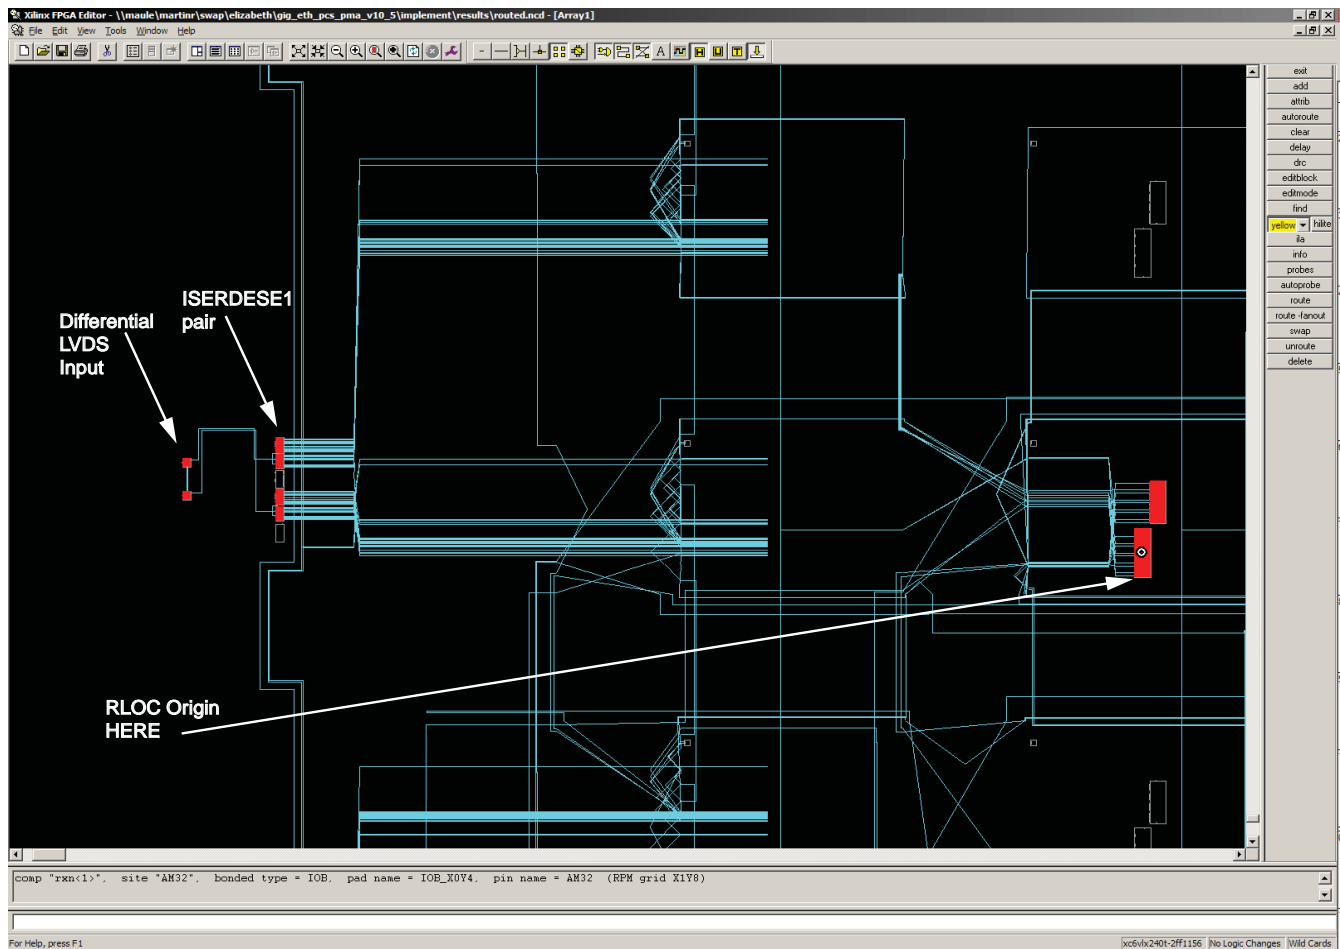 Xilinx FPGA Editor - \\maule\martinr\swap\elizabeth\gig_eth_pcs_pma_v10_5\implement\results\routed.ncd - [Array1]
File Edit View Tools Window Help
A
exit
add
attrib
autoroute
clear
delay
drc
editblock
editmode
find
yellow hilite
ila
info
probes
autoprobe
route
route -fanout
swap
unroute
delete
ISERDESE1
pair
Differential
LVDS
Input
RLOC Origin
HERE
comp "rxn<1>", site "AM32", bonded type = IOB, pad name = IOB_X0Y4, pin name = AM32 (RPM grid X1Y8)
For Help, press F1
xc6vlx240t-2ff1156 No Logic Changes Wild Cards